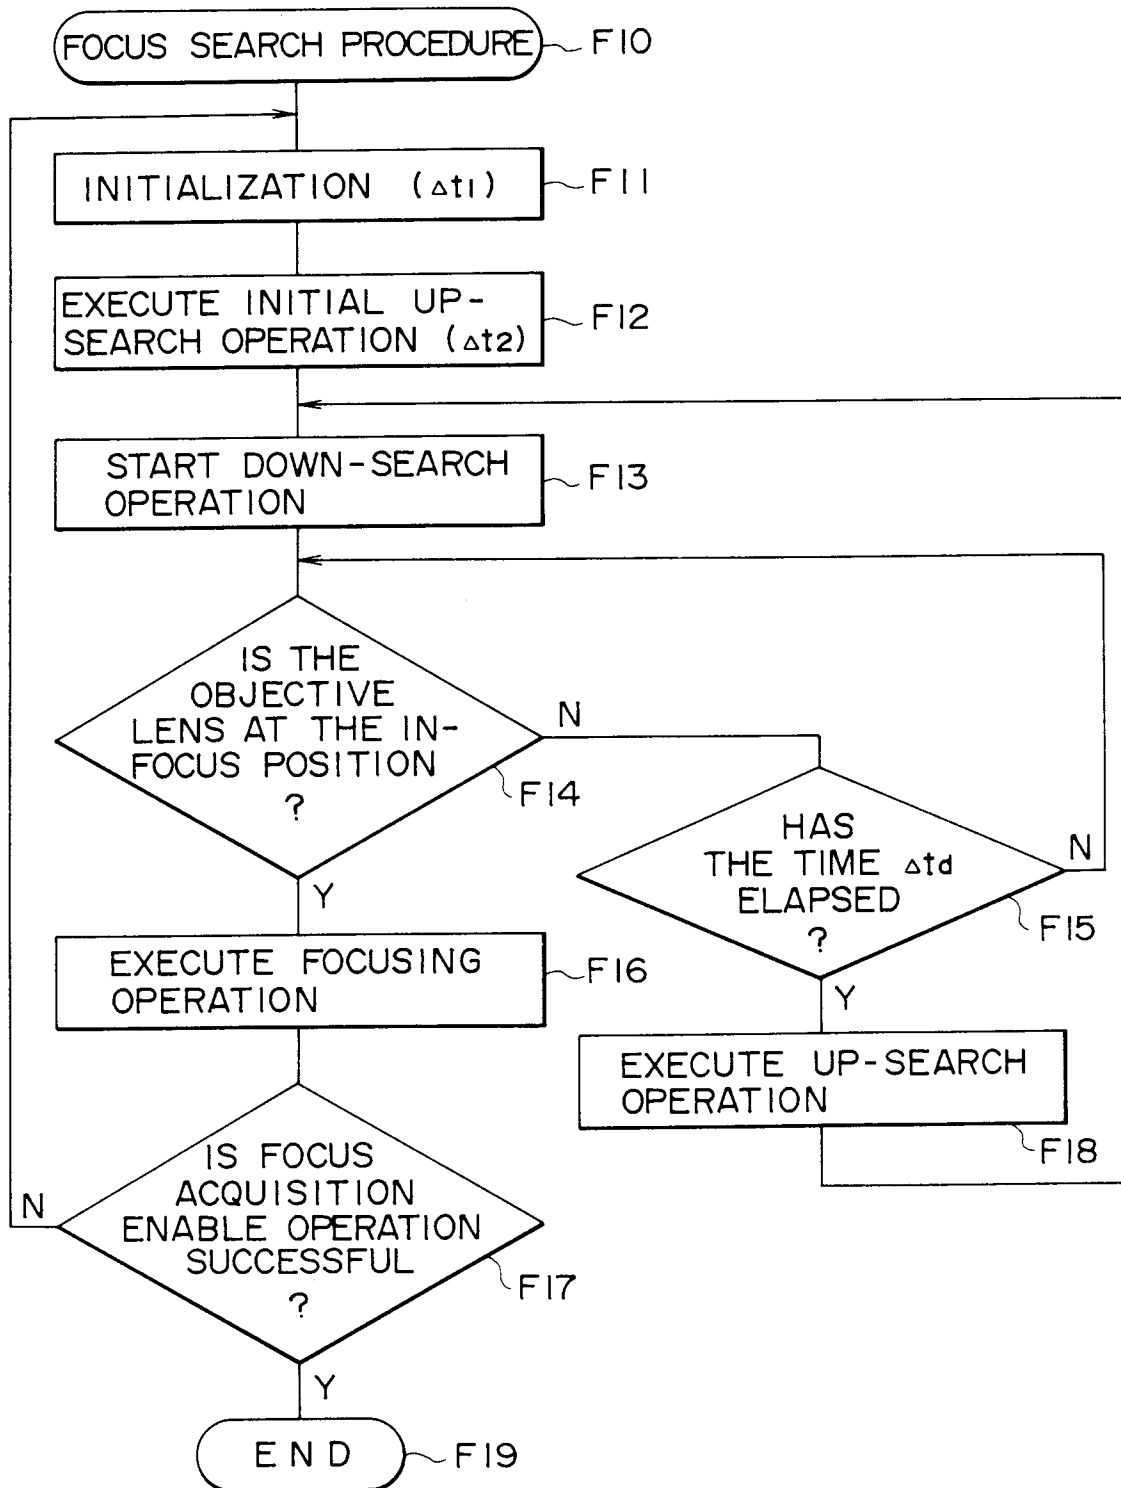 FOCUS SEARCH PROCEDURE
F10
INITIALIZATION (Δt1)
F11
EXECUTE INITIAL UP-
SEARCH OPERATION (Δt2)
F12
START DOWN-SEARCH
OPERATION
F13
IS THE
OBJECTIVE
LENS AT THE IN-
FOCUS POSITION
?
F14
N
Y
HAS
THE TIME Δtd
ELAPSED
?
F15
N
Y
EXECUTE FOCUSING
OPERATION
F16
EXECUTE UP-SEARCH
OPERATION
F18
IS FOCUS
ACQUISITION
ENABLE OPERATION
SUCCESSFUL
?
F17
N
Y
END
F19